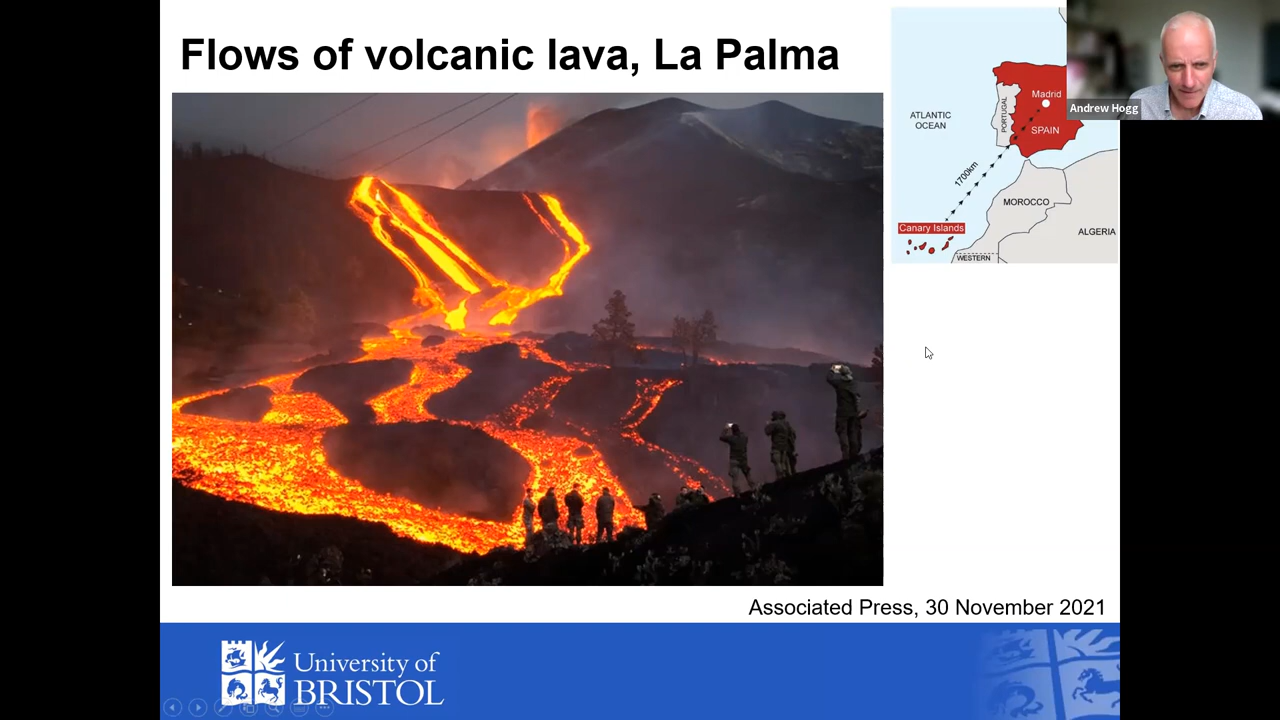 Flows of volcanic lava, La Palma
Andrew Hogg
Madrid
ATLANTIC
OCEAN
PORTUGAL
SPAIN
1700km
MOROCCO
Canary Islands
ALGERIA
WESTERN
Associated Press, 30 November 2021
University of
BRISTOL